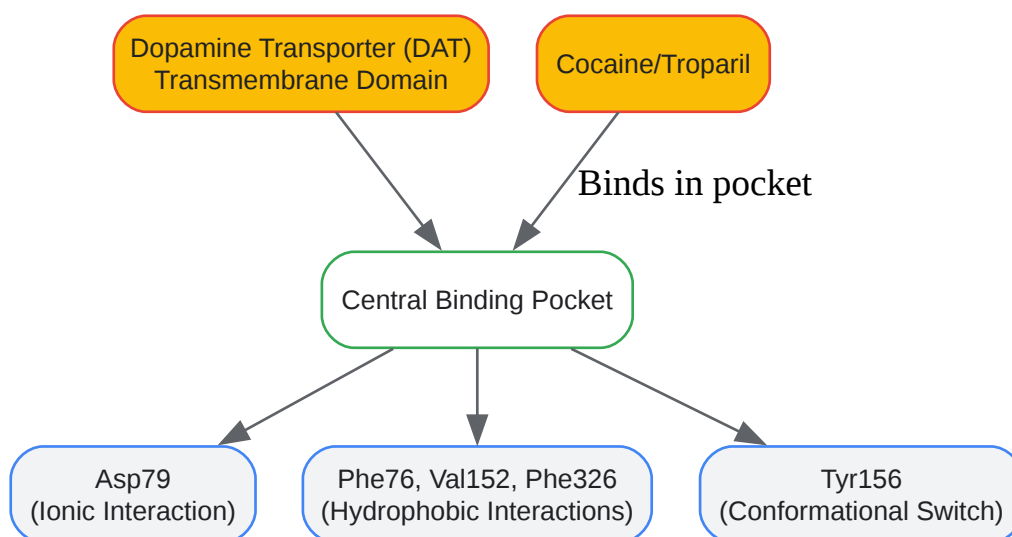 Dopamine Transporter (DAT)
Transmembrane Domain
Cocaine/Troparil
Binds in pocket
Central Binding Pocket
Asp79
(Ionic Interaction)
Phe76, Val152, Phe326
(Hydrophobic Interactions)
Tyr156
(Conformational Switch)